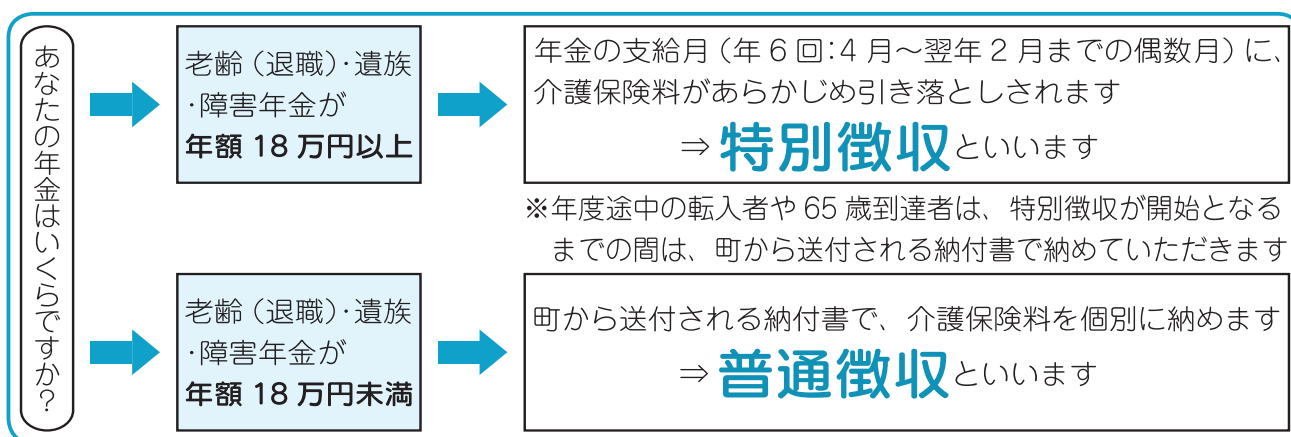 あなたの年金はいくらですか?
老齢(退職)・遺族
・障害年金が
年額 18 万円以上
年金の支給月(年 6 回:4 月～翌年 2 月までの偶数月)に、
介護保険料があらかじめ引き落としされます
⇒ 特別徴収といいます
※年度途中の転入者や 65 歳到達者は、特別徴収が開始となる
までの間は、町から送付される納付書で納めていただきます
老齢(退職)・遺族
・障害年金が
年額 18 万円未満
町から送付される納付書で、介護保険料を個別に納めます
⇒ 普通徴収といいます